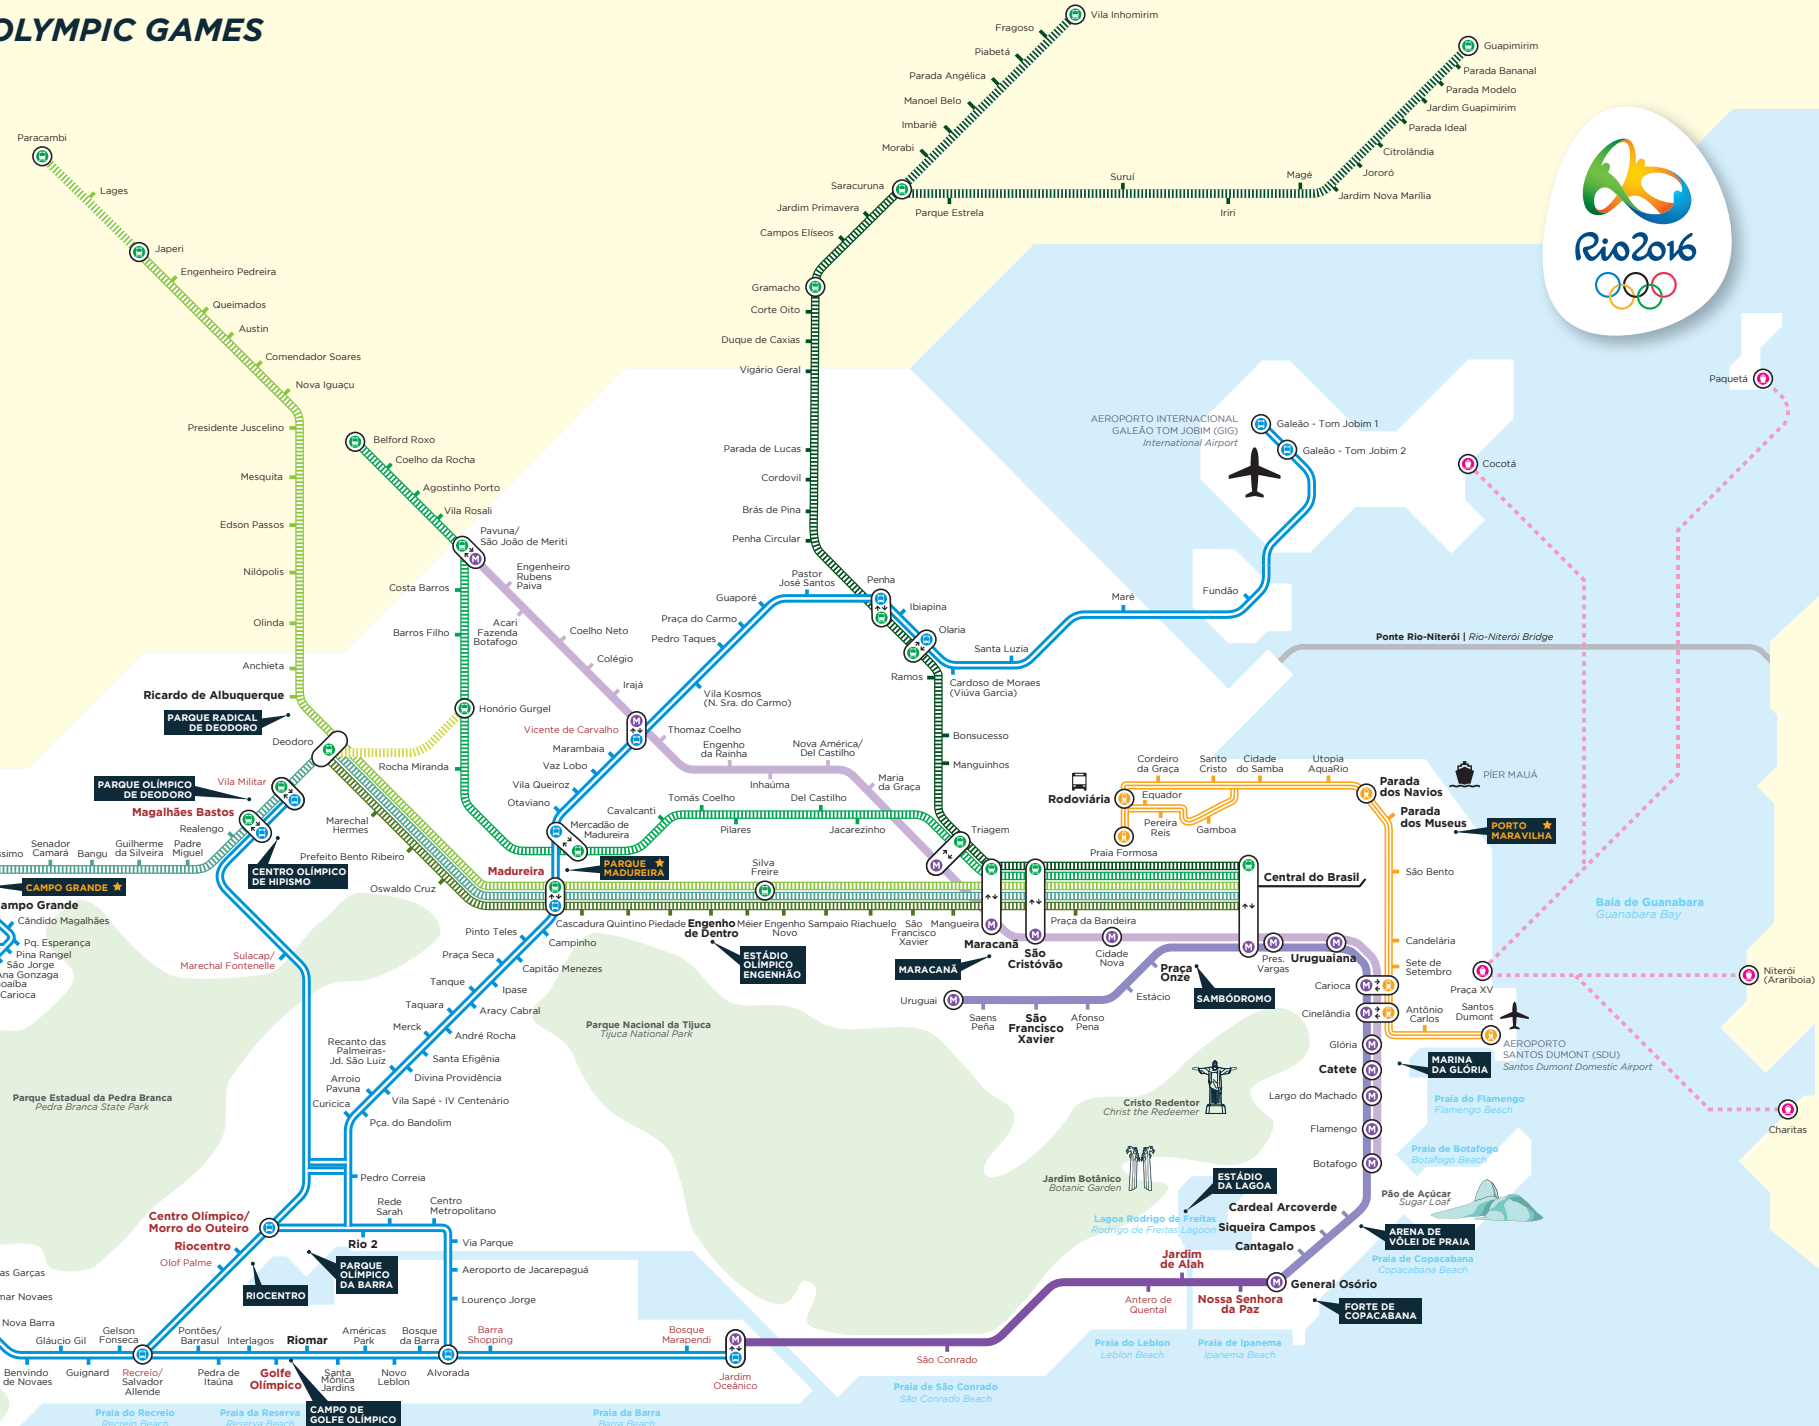 OLYMPIC GAMES
Vila Inhomirim
Fragoso
Piabetá
Parada Angélica
Manoel Belo
Imbariê
Morabi
Saracuruna
Jardim Primavera
Campos Elíseos
Gramacho
Corte Oito
Duque de Caxias
Vigário Geral
Parada de Lucas
Cordovil
Brás de Pina
Penha Circular
Guapimirim
Parada Bananal
Parada Modelo
Jardim Guapimirim
Parada Ideal
Citrolândia
Jororó
Jardim Nova Marília
Magé
Suruí
Iriri
Parque Estrela
Rio2016
Paracambi
Lages
Japeri
Engenheiro Pedreira
Queimados
Austin
Comendador Soares
Nova Iguaçu
Presidente Juscelino
Mesquita
Edson Passos
Nilópolis
Olinda
Anchieta
Ricardo de Albuquerque
PARQUE RADICAL
DE DEODORO
Deodoro
Belford Roxo
Coelho da Rocha
Agostinho Porto
Vila Rosali
Pavuna/
São João de Meriti
Costa Barros
Barros Filho
Honório Gurgel
Rocha Miranda
Engenheiro
Rubens
Paiva
Acari
Fazenda
Botafogo
Coelho Neto
Colégio
Irajá
Vicente de Carvalho
Thomaz Coelho
Engenho
da Rainha
Inhaúma
Nova América/
Del Castilho
Maria
da Graça
Triagem
Pastor
José Santos
Guaporé
Praça do Carmo
Pedro Taques
Vila Kosmos
(N. Sra. do Carmo)
Marambaia
Vaz Lobo
Vila Queiroz
Otaviano
Mercadão de
Madureira
Penha
Ibiapina
Olaria
Ramos
Cardoso de Moraes
(Viúva Garcia)
Santa Luzia
Maré
Fundão
Bonsucesso
Manguinhos
AEROPORTO INTERNACIONAL
GALEÃO TOM JOBIM (GIG)
International Airport
Galeão - Tom Jobim 1
Galeão - Tom Jobim 2
Paquetá
Cocotá
Ponte Rio-Niterói | Rio-Niterói Bridge
Vila Militar
PARQUE OLÍMPICO
DE DEODORO
Magalhães Bastos
Realengo
Padre
Miguel
Guilherme
da Silveira
Bangu
Senador
Camará
ssimo
CAMPO GRANDE
ampo Grande
Cândido Magalhães
Pq. Esperança
Pina Rangel
São Jorge
Ana Gonzaga
noaíba
Carioca
CENTRO OLÍMPICO
DE HIPISMO
Marechal
Hermes
Prefeito Bento Ribeiro
Oswaldo Cruz
Madureira
PARQUE
MADUREIRA
Cavalcanti
Tomás Coelho
Pilares
Del Castilho
Jacarezinho
Silva
Freire
Cascadura
Quintino
Piedade
Engenho
de Dentro
Méier
Engenho
Novo
Sampaio
Riachuelo
São
Francisco
Xavier
Mangueira
ESTÁDIO
OLÍMPICO
ENGENHÃO
Maracanã
MARACANÃ
São
Cristóvão
Praça da Bandeira
Central do Brasil
Cidade
Nova
Praça
Onze
SAMBÓDROMO
Estácio
Afonso
Pena
São
Francisco
Xavier
Saens
Peña
Uruguai
Pres.
Vargas
Uruguaiana
Carioca
Cinelândia
Glória
Catete
Largo do Machado
Flamengo
Botafogo
Cardeal Arcoverde
Siqueira Campos
Cantagalo
General Osório
Rodoviária
Cordeiro
da Graça
Santo
Cristo
Cidade
do Samba
Utopia
AquaRio
Parada
dos Navios
Parada
dos Museus
PÍER MAUÁ
PORTO
MARAVILHA
Equador
Pereira
Reis
Gamboa
Praia Formosa
São Bento
Candelária
Sete de
Setembro
Praça XV
Antônio
Carlos
Santos
Dumont
AEROPORTO
SANTOS DUMONT (SDU)
Santos Dumont Domestic Airport
Baía de Guanabara
Guanabara Bay
Niterói
(Arariboia)
Charitas
MARINA
DA GLÓRIA
Praia do Flamengo
Flamengo Beach
Praia de Botafogo
Botafogo Beach
Pão de Açúcar
Sugar Loaf
ARENA DE
VÔLEI DE PRAIA
Praia de Copacabana
Copacabana Beach
FORTE DE
COPACABANA
Cristo Redentor
Christ the Redeemer
Jardim Botânico
Botanic Garden
ESTÁDIO
DA LAGOA
Lagoa Rodrigo de Freitas
Rodrigo de Freitas Lagoon
Jardim
de Alah
Antero de
Quental
Nossa Senhora
da Paz
Praia do Leblon
Leblon Beach
Praia de Ipanema
Ipanema Beach
São Conrado
Praia de São Conrado
São Conrado Beach
Parque Nacional da Tijuca
Tijuca National Park
Parque Estadual da Pedra Branca
Pedra Branca State Park
Sulacap/
Marechal Fontenelle
Pinto Teles
Campinho
Praça Seca
Capitão Menezes
Tanque
Ipase
Taquara
Aracy Cabral
Merck
André Rocha
Recanto das
Palmeiras-
Jd. São Luiz
Santa Efigênia
Arroio
Pavuna
Divina Providência
Vila Sapé - IV Centenário
Curicica
Pça. do Bandolim
Pedro Correia
Rede
Sarah
Centro
Metropolitano
Centro Olímpico/
Morro do Outeiro
Riocentro
Olof Palme
RIOCENTRO
Rio 2
PARQUE
OLÍMPICO
DA BARRA
Via Parque
Aeroporto de Jacarepaguá
Lourenço Jorge
as Garças
mar Novaes
Nova Barra
Benvindo
de Novaes
Gláucio Gil
Guignard
Gelson
Fonseca
Recreio/
Salvador
Allende
Pontões/
Barrasul
Pedra de
Itaúna
Interlagos
Golfe
Olímpico
Riomar
CAMPO DE
GOLFE OLÍMPICO
Santa
Mônica
Jardins
Américas
Park
Novo
Leblon
Bosque
da Barra
Alvorada
Barra
Shopping
Bosque
Marapendi
Jardim
Oceânico
Praia do Recreio
Recreio Beach
Praia da Reserva
Reserva Beach
Praia da Barra
Barra Beach